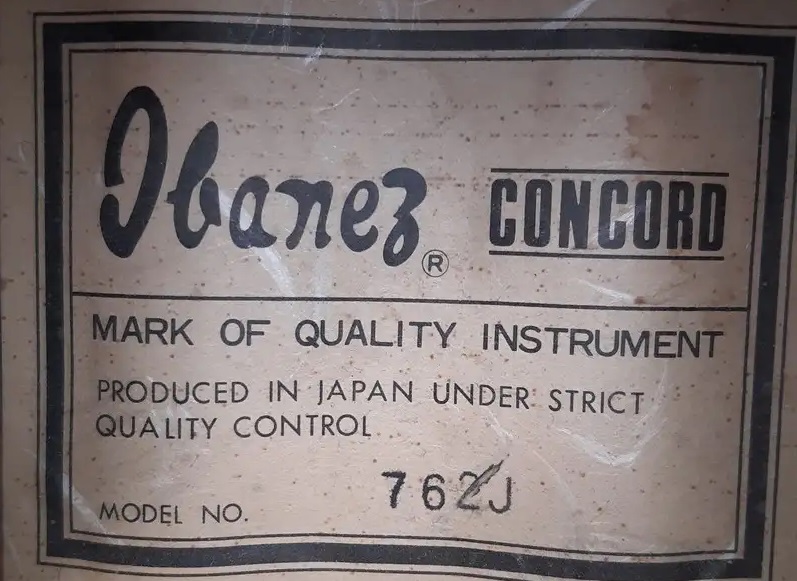 Ibanez® CONCORD
MARK OF QUALITY INSTRUMENT
PRODUCED IN JAPAN UNDER STRICT
QUALITY CONTROL
MODEL NO. 762J